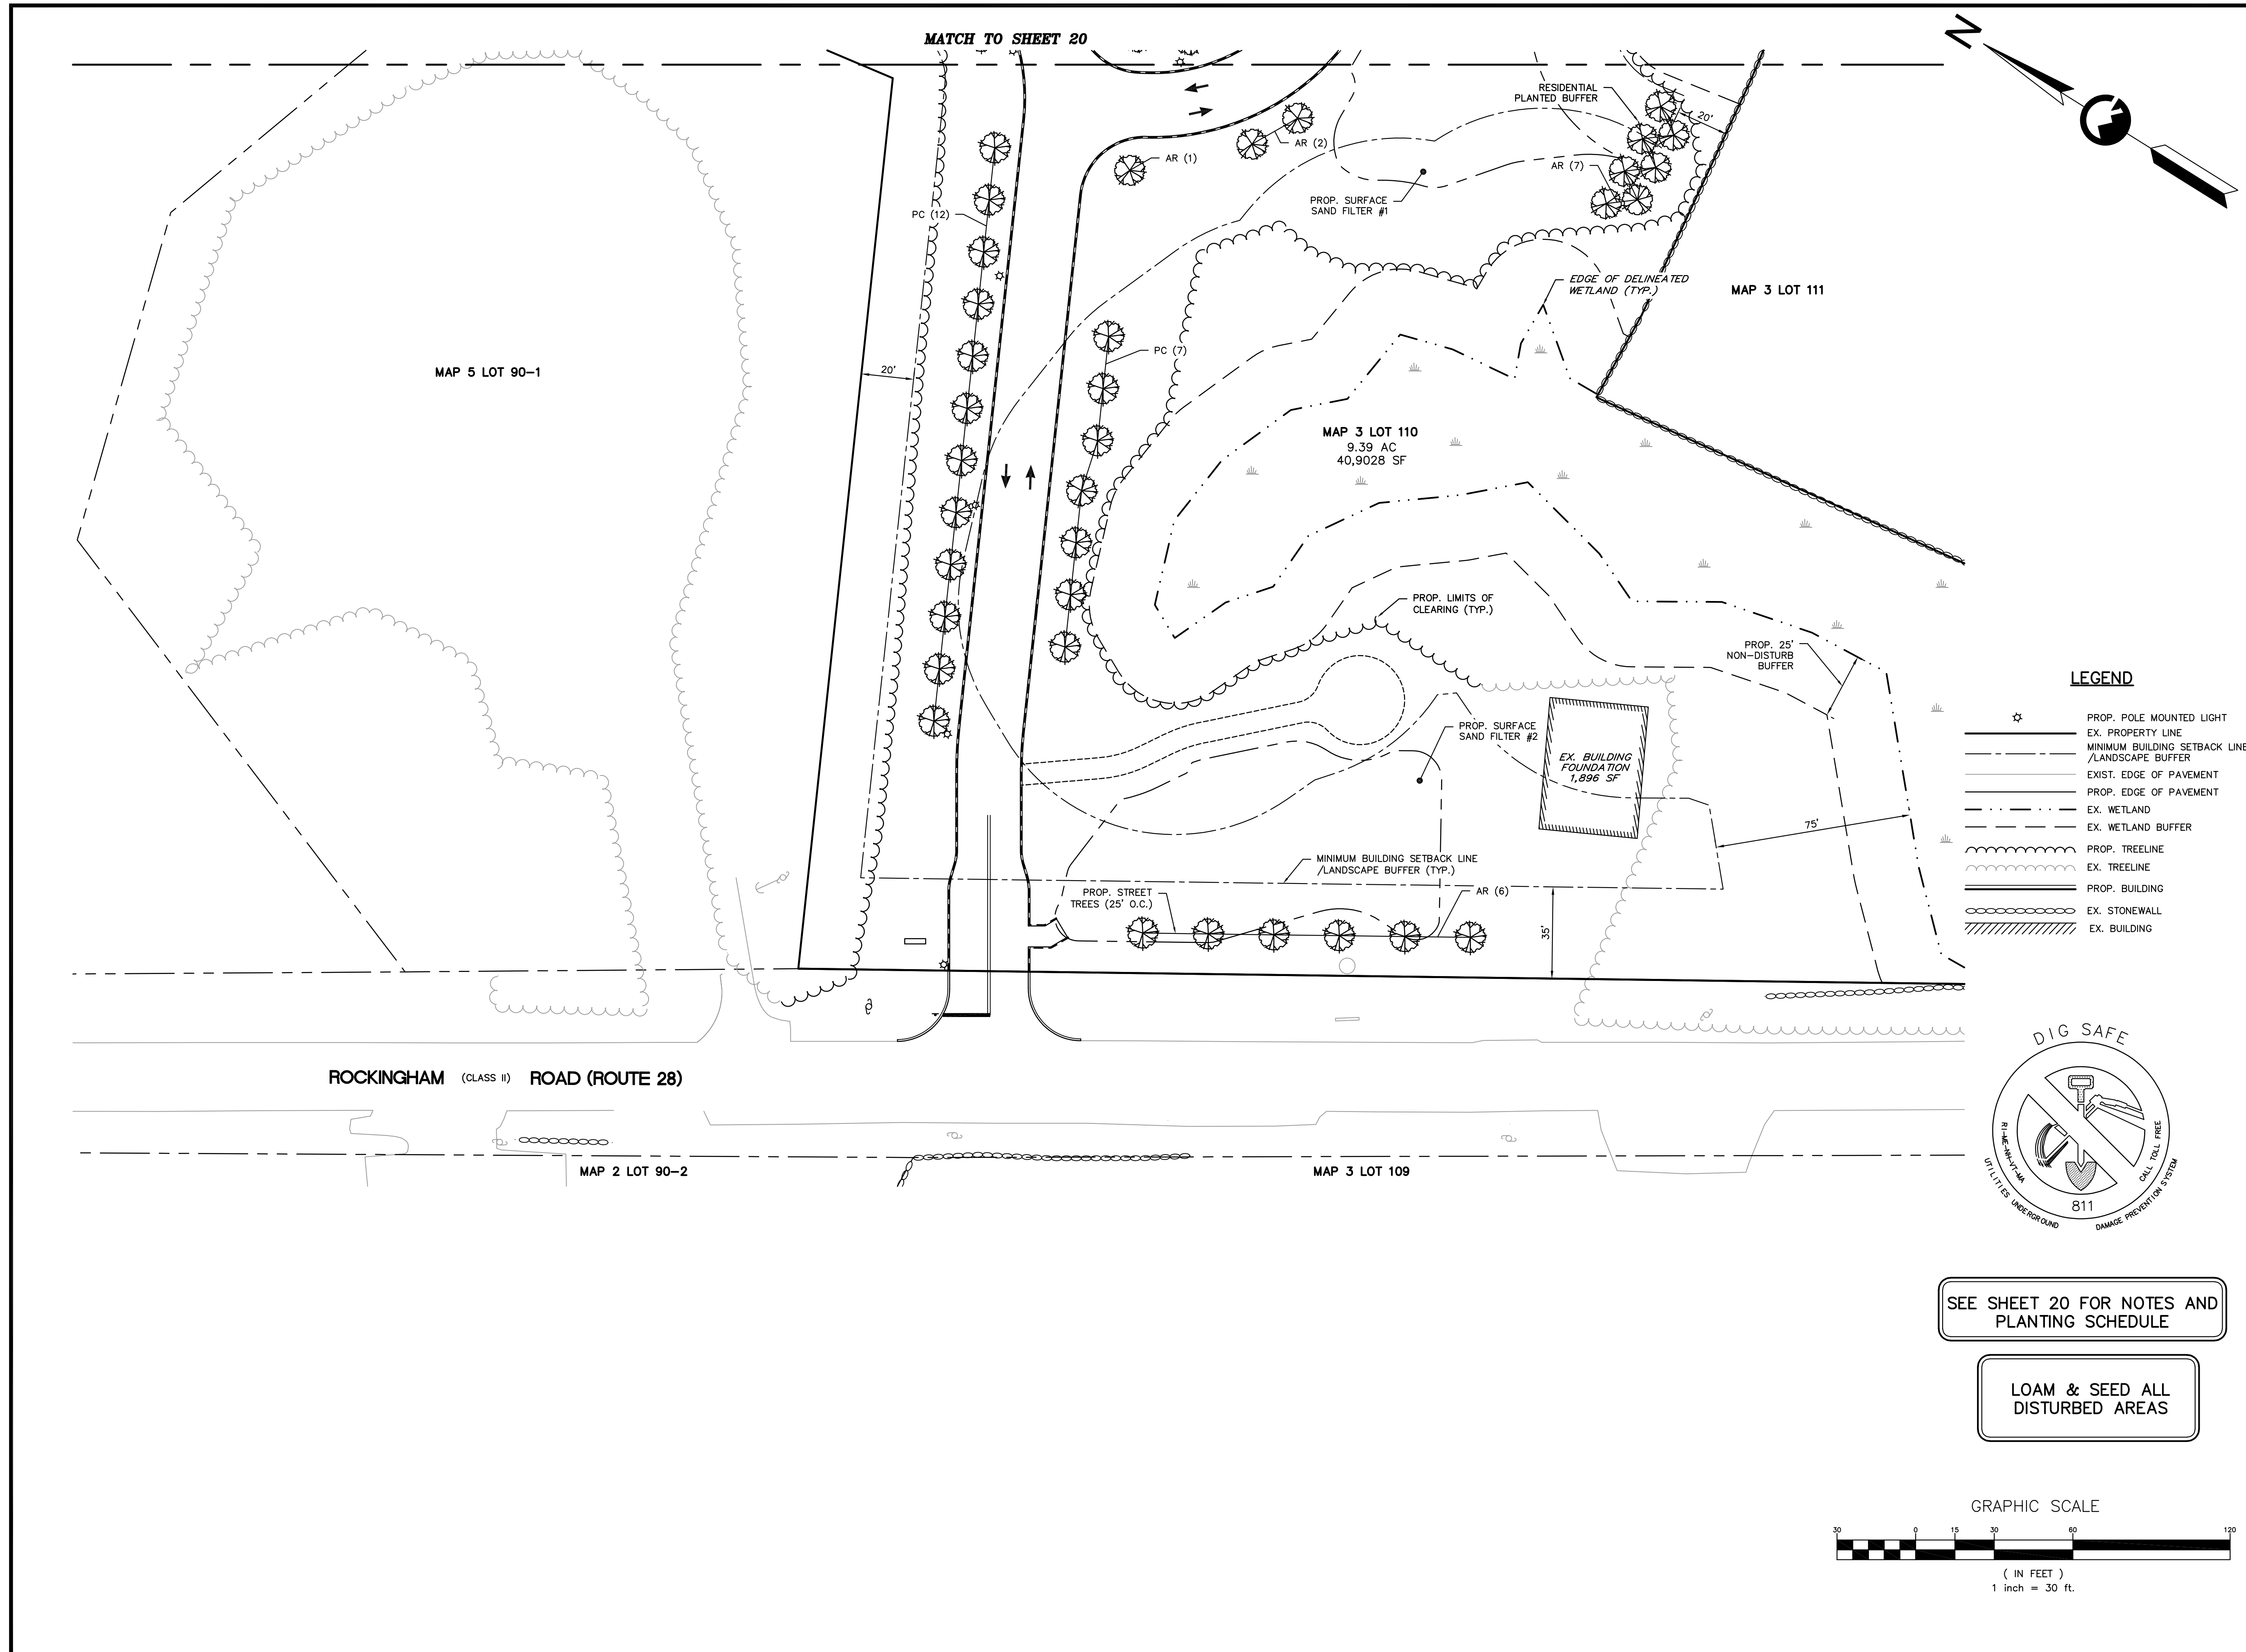 MATCH TO SHEET 20
N
RESIDENTIAL
PLANTED BUFFER
20'
AR (2)
AR (1)
AR (7)
PROP. SURFACE
SAND FILTER #1
PC (12)
EDGE OF DELINEATED
WETLAND (TYP.)
MAP 3 LOT 111
PC (7)
MAP 5 LOT 90-1
20'
MAP 3 LOT 110
9.39 AC
40,9028 SF
PROP. LIMITS OF
CLEARING (TYP.)
PROP. 25'
NON-DISTURB
BUFFER
PROP. SURFACE
SAND FILTER #2
EX. BUILDING
FOUNDATION
1,896 SF
75'
MINIMUM BUILDING SETBACK LINE
/LANDSCAPE BUFFER (TYP.)
PROP. STREET
TREES (25' O.C.)
AR (6)
35'
LEGEND
PROP. POLE MOUNTED LIGHT
EX. PROPERTY LINE
MINIMUM BUILDING SETBACK LINE
/LANDSCAPE BUFFER
EXIST. EDGE OF PAVEMENT
PROP. EDGE OF PAVEMENT
EX. WETLAND
EX. WETLAND BUFFER
PROP. TREELINE
EX. TREELINE
PROP. BUILDING
EX. STONEWALL
EX. BUILDING
ROCKINGHAM (CLASS II) ROAD (ROUTE 28)
MAP 2 LOT 90-2
MAP 3 LOT 109
DIG SAFE
RI-ME-NH-VT-MA
CALL TOLL FREE
UTILITIES UNDERGROUND
DAMAGE PREVENTION SYSTEM
811
SEE SHEET 20 FOR NOTES AND
PLANTING SCHEDULE
LOAM & SEED ALL
DISTURBED AREAS
GRAPHIC SCALE
30 0 15 30 60 120
( IN FEET )
1 inch = 30 ft.